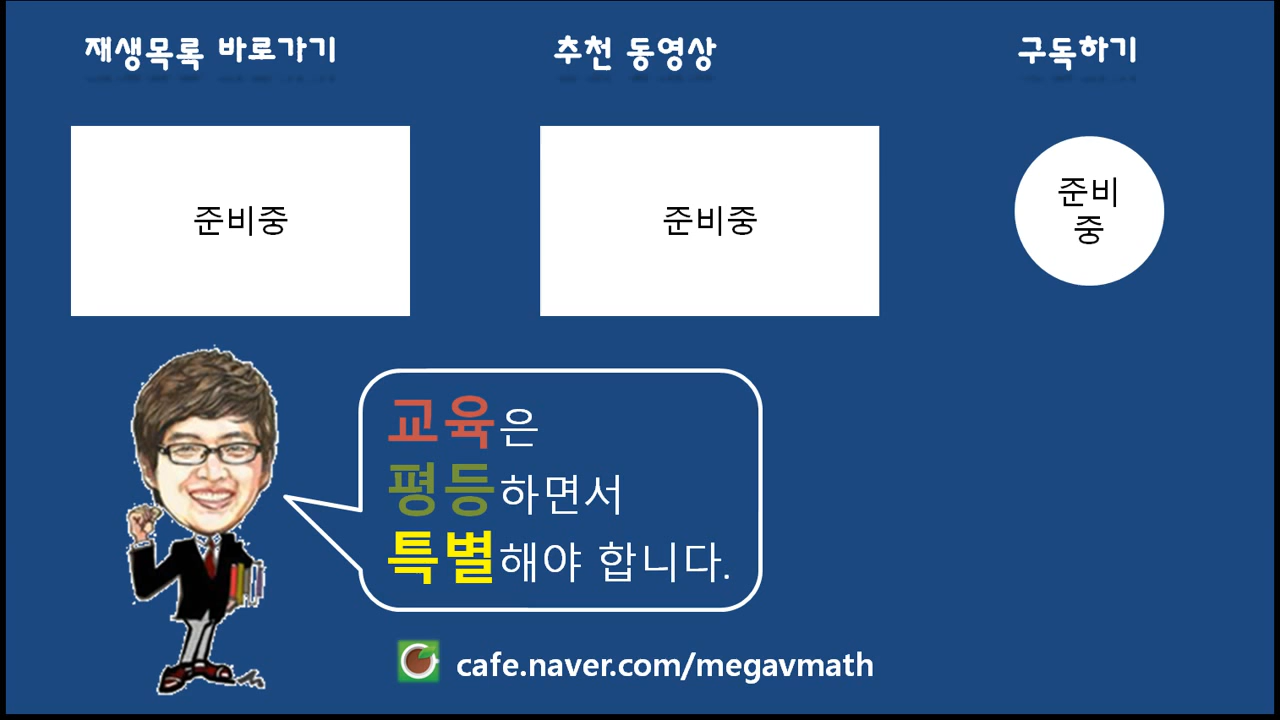 재생목록 바로가기
추천 동영상
구독하기
준비중
준비중
준비
중
교육은
평등하면서
특별해야 합니다.
cafe.naver.com/megavmath